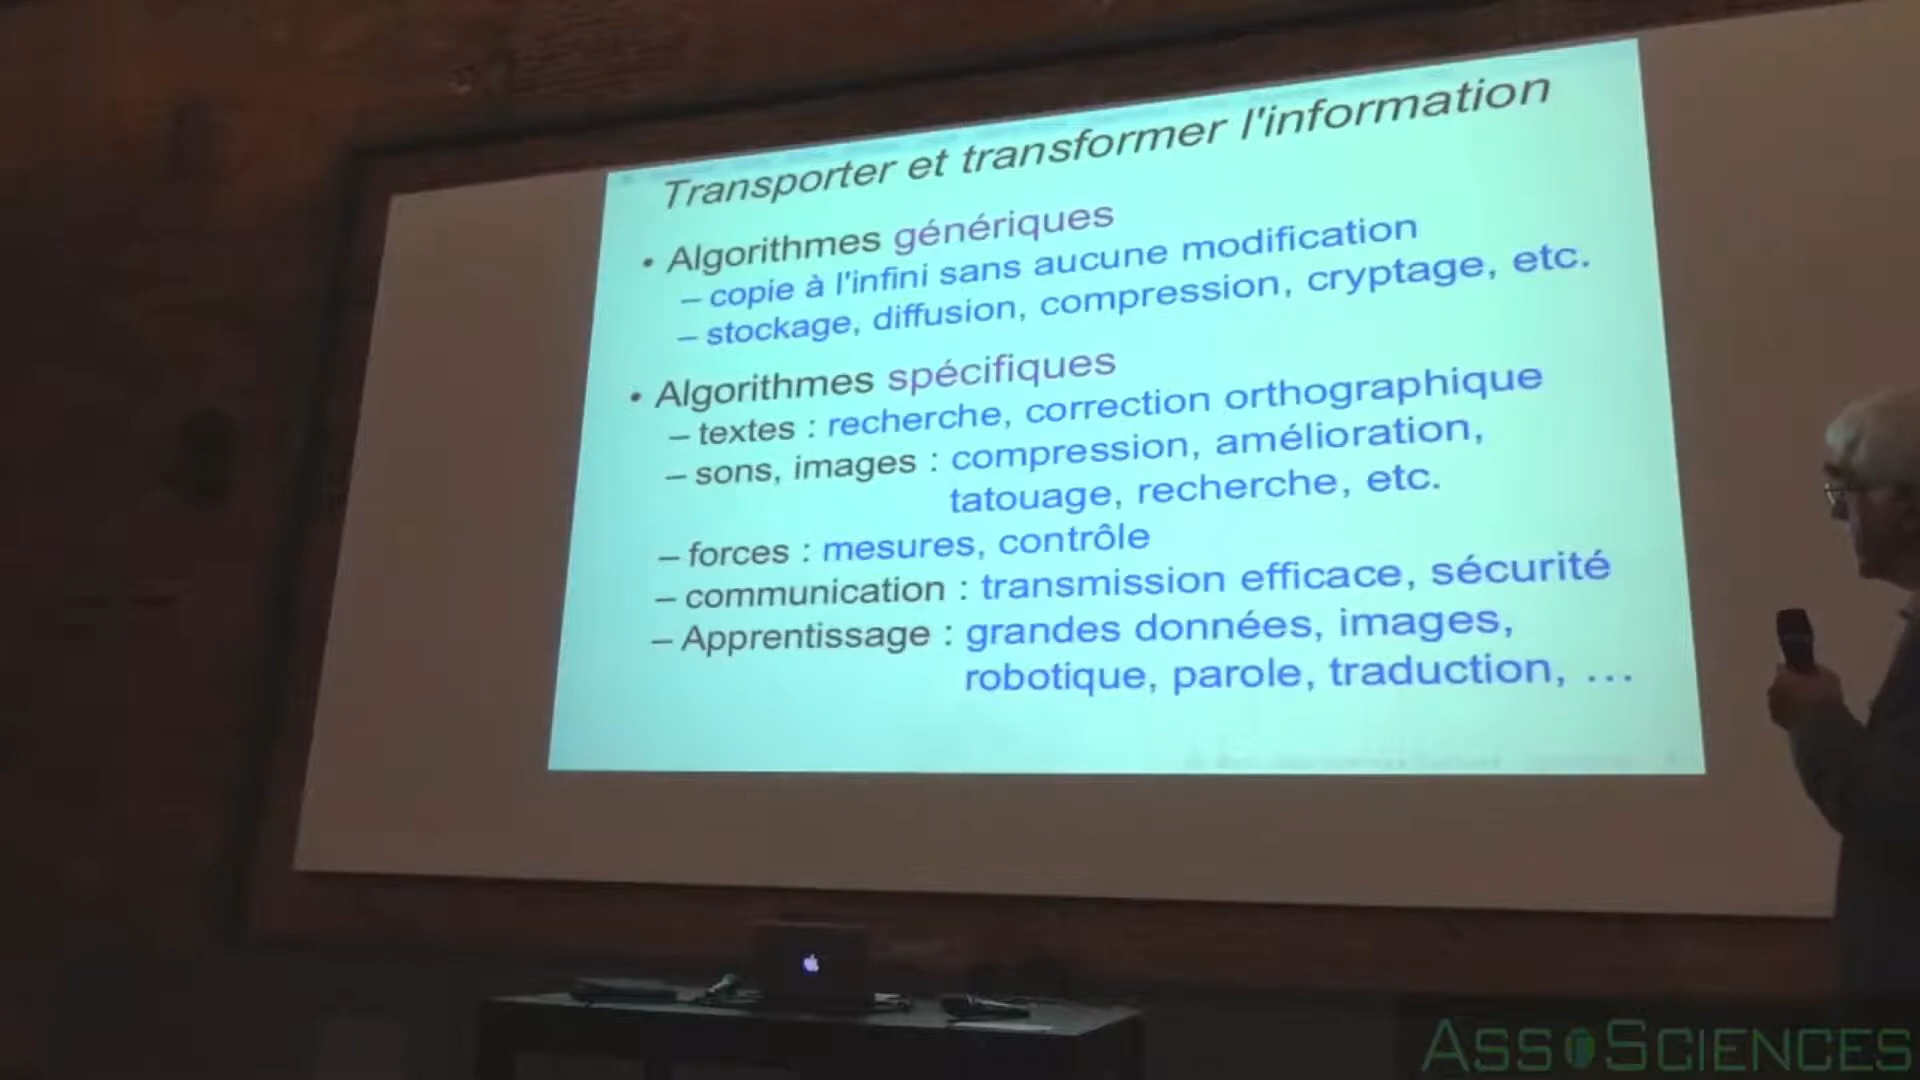 Transporter et transformer l'information
• Algorithmes génériques
– copie à l'infini sans aucune modification
– stockage, diffusion, compression, cryptage, etc.
• Algorithmes spécifiques
– textes : recherche, correction orthographique
– sons, images : compression, amélioration,
tatouage, recherche, etc.
– forces : mesures, contrôle
– communication : transmission efficace, sécurité
– Apprentissage : grandes données, images,
robotique, parole, traduction, ...
ASSOSCIENCES